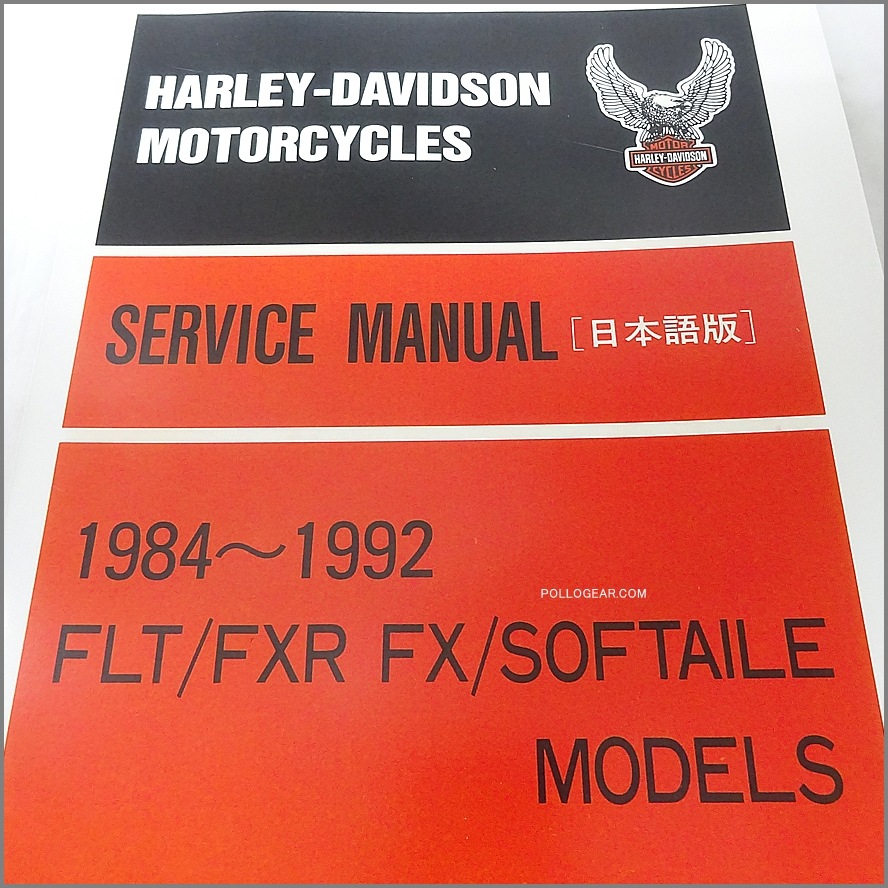 HARLEY-DAVIDSON
MOTORCYCLES
MOTOR
HARLEY-DAVIDSON
CYCLES
SERVICE MANUAL [日本語版]
1984～1992
POLLOGEAR.COM
FLT/FXR FX/SOFTAILE
MODELS